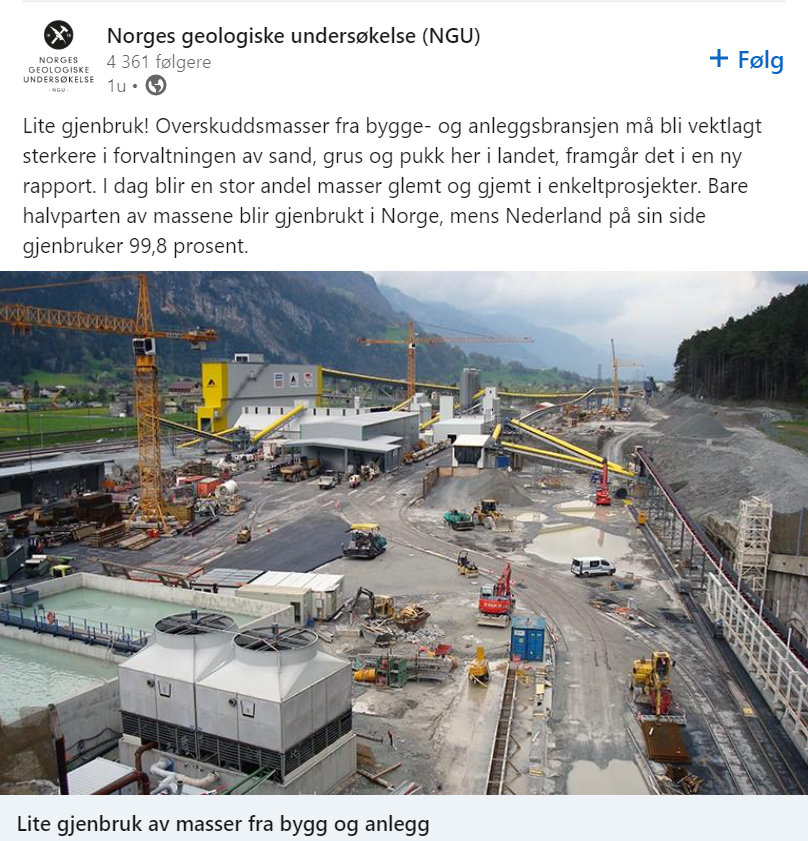 Norges geologiske undersøkelse (NGU)
4 361 følgere
1u •
+ Følg
NORGES
GEOLOGISKE
UNDERSØKELSE
- NGU -
Lite gjenbruk! Overskuddsmasser fra bygge- og anleggsbransjen må bli vektlagt
sterkere i forvaltningen av sand, grus og pukk her i landet, framgår det i en ny
rapport. I dag blir en stor andel masser glemt og gjemt i enkeltprosjekter. Bare
halvparten av massene blir gjenbrukt i Norge, mens Nederland på sin side
gjenbruker 99,8 prosent.
Lite gjenbruk av masser fra bygg og anlegg